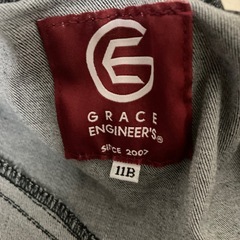 GRACE
ENGINEER'S®
SINCE 2007
11B